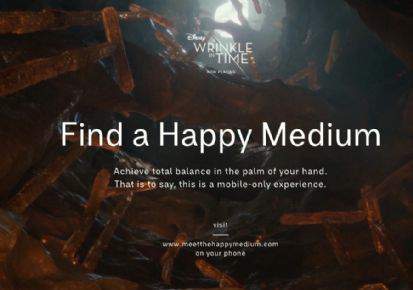 Disney
A WRINKLE
IN TIME
NOW PLAYING
Find a Happy Medium
Achieve total balance in the palm of your hand.
That is to say, this is a mobile-only experience.
visit
www.meetthehappymedium.com
on your phone